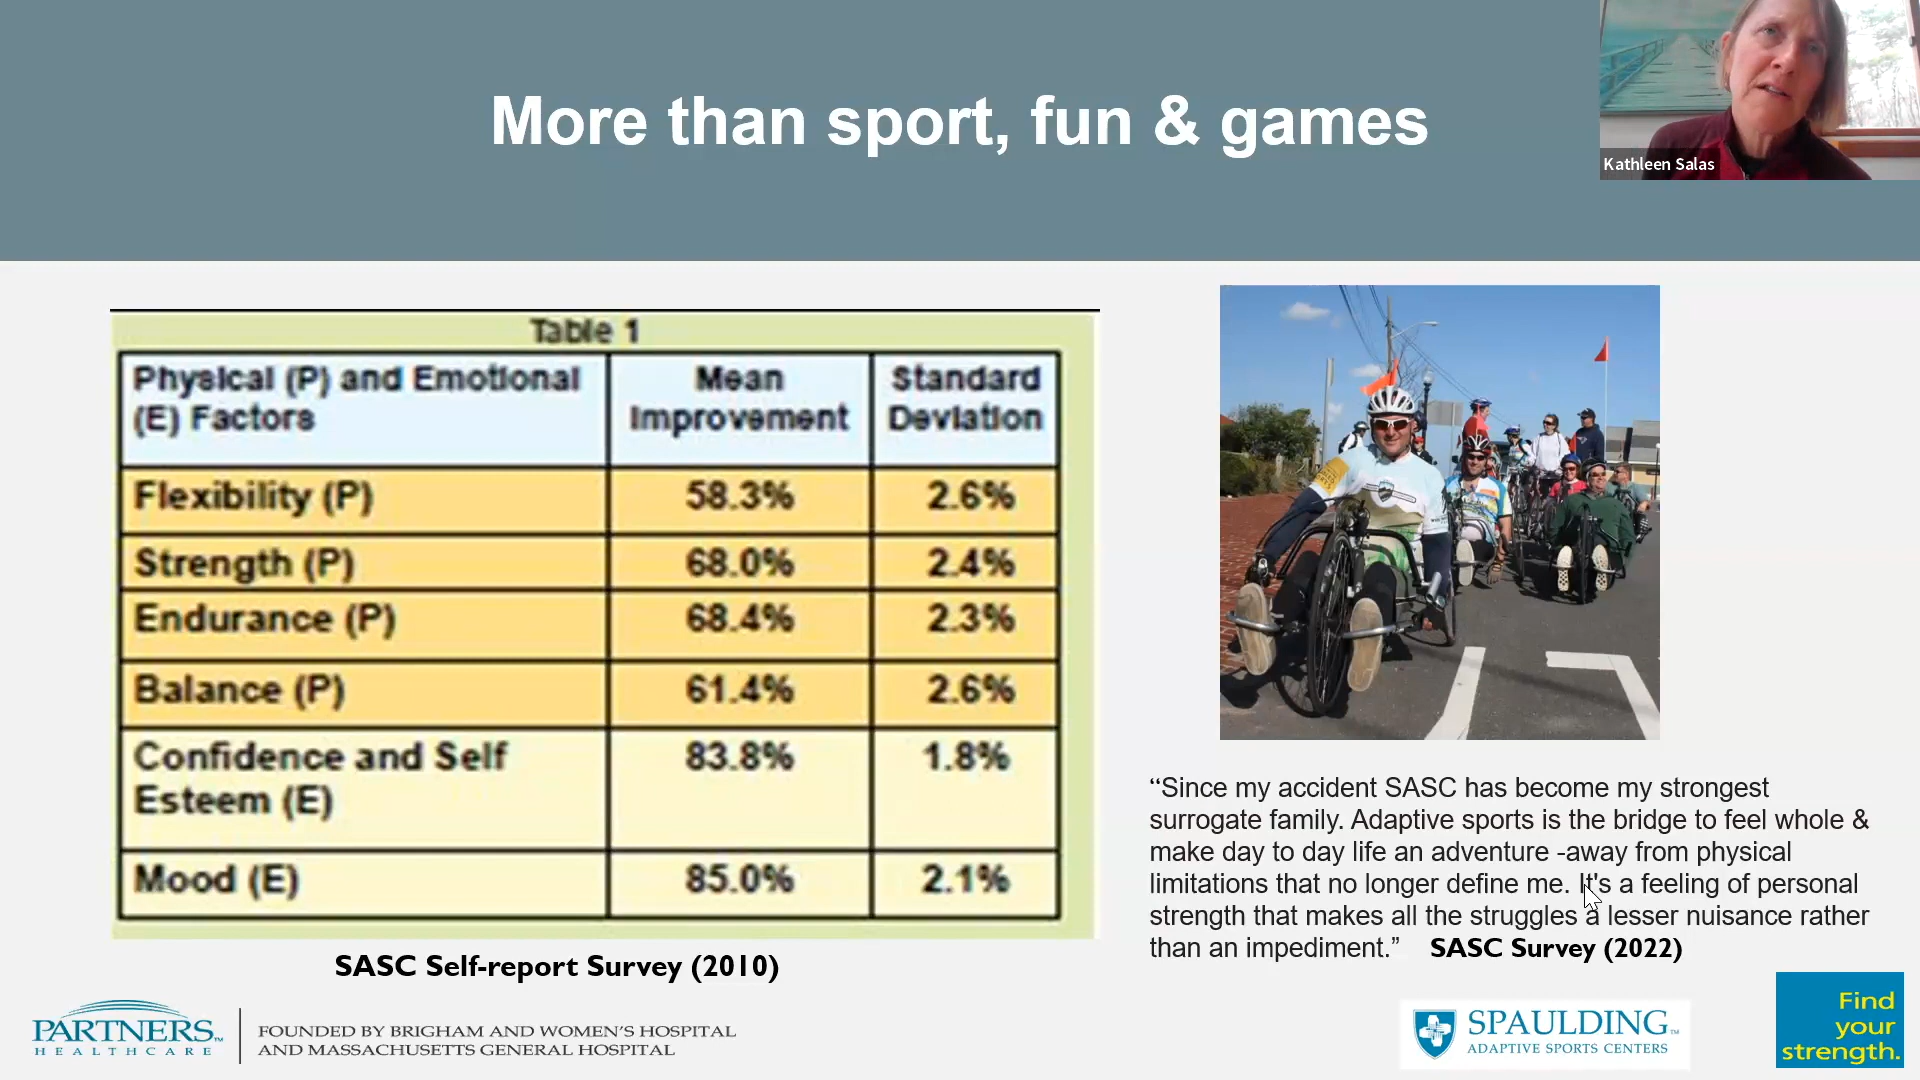 More than sport, fun & games
Kathleen Salas
Table 1
Physical (P) and Emotional
(E) Factors
Mean
Improvement
Standard
Deviation
Flexibility (P)
58.3%
2.6%
Strength (P)
68.0%
2.4%
Endurance (P)
68.4%
2.3%
Balance (P)
61.4%
2.6%
Confidence and Self
Esteem (E)
83.8%
1.8%
Mood (E)
85.0%
2.1%
SASC Self-report Survey (2010)
“Since my accident SASC has become my strongest
surrogate family. Adaptive sports is the bridge to feel whole &
make day to day life an adventure -away from physical
limitations that no longer define me. It's a feeling of personal
strength that makes all the struggles a lesser nuisance rather
than an impediment.” SASC Survey (2022)
PARTNERS™
HEALTHCARE
FOUNDED BY BRIGHAM AND WOMEN'S HOSPITAL
AND MASSACHUSETTS GENERAL HOSPITAL
SPAULDING™
ADAPTIVE SPORTS CENTERS
Find
your
strength.